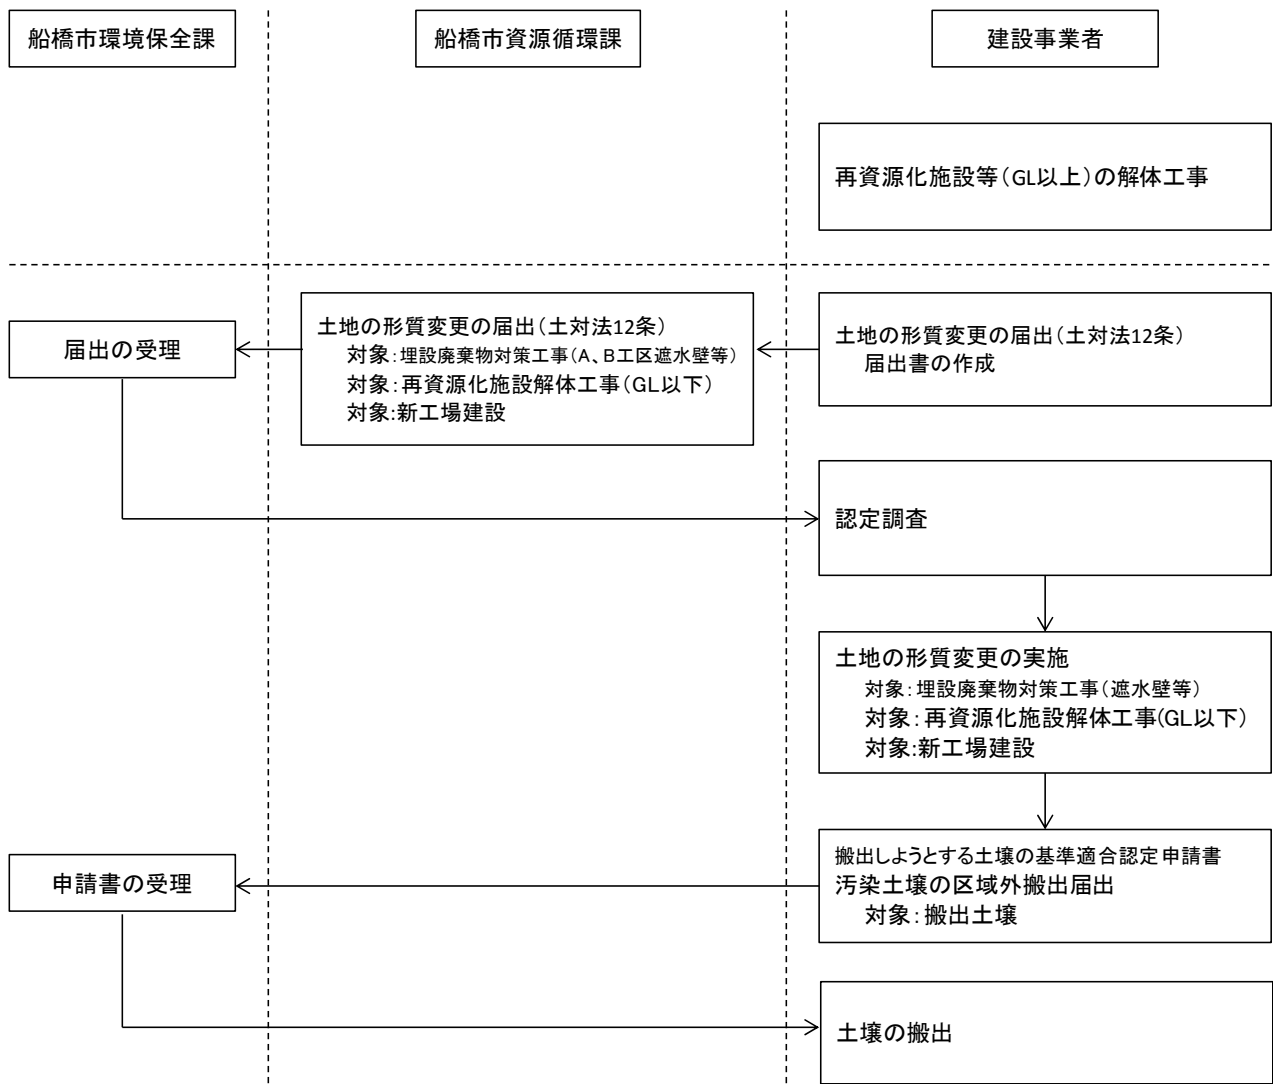 船橋市環境保全課
船橋市資源循環課
建設事業者
再資源化施設等（GL以上）の解体工事
届出の受理
土地の形質変更の届出（土対法12条）
対象：埋設廃棄物対策工事（A、B工区遮水壁等）
対象：再資源化施設解体工事（GL以下）
対象:新工場建設
土地の形質変更の届出（土対法12条）
届出書の作成
認定調査
土地の形質変更の実施
対象：埋設廃棄物対策工事（遮水壁等）
対象：再資源化施設解体工事(GL以下）
対象:新工場建設
申請書の受理
搬出しようとする土壌の基準適合認定申請書
汚染土壌の区域外搬出届出
対象：搬出土壌
土壌の搬出